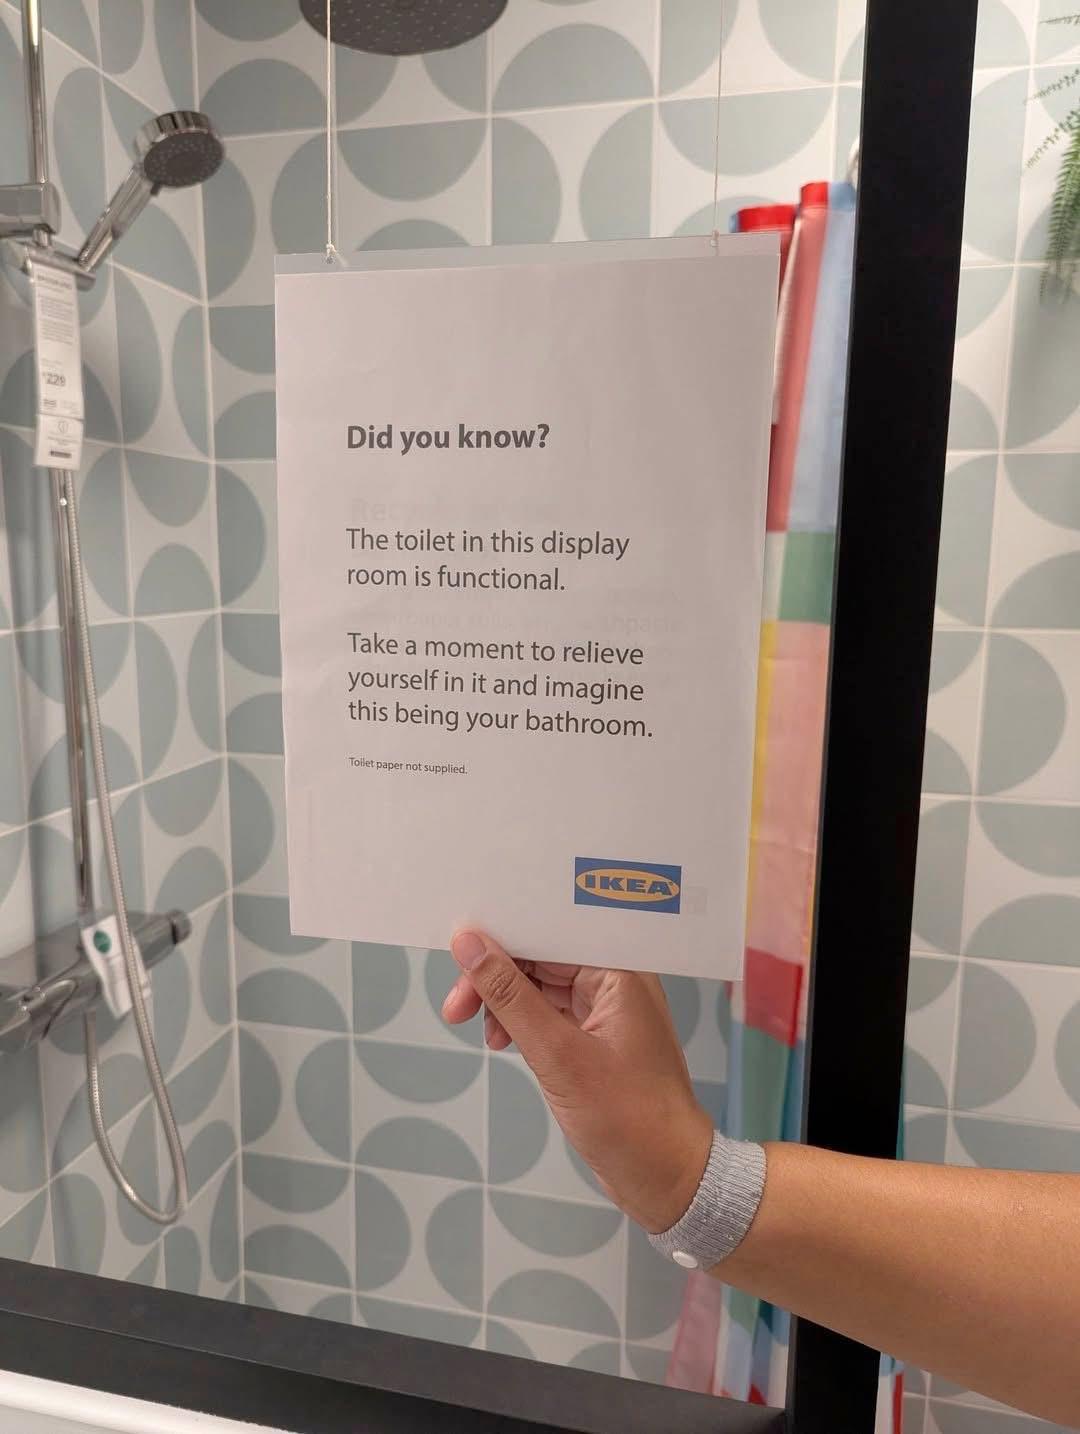 Did you know?
The toilet in this display
room is functional.
Take a moment to relieve
yourself in it and imagine
this being your bathroom.
Toilet paper not supplied.
IKEA
229